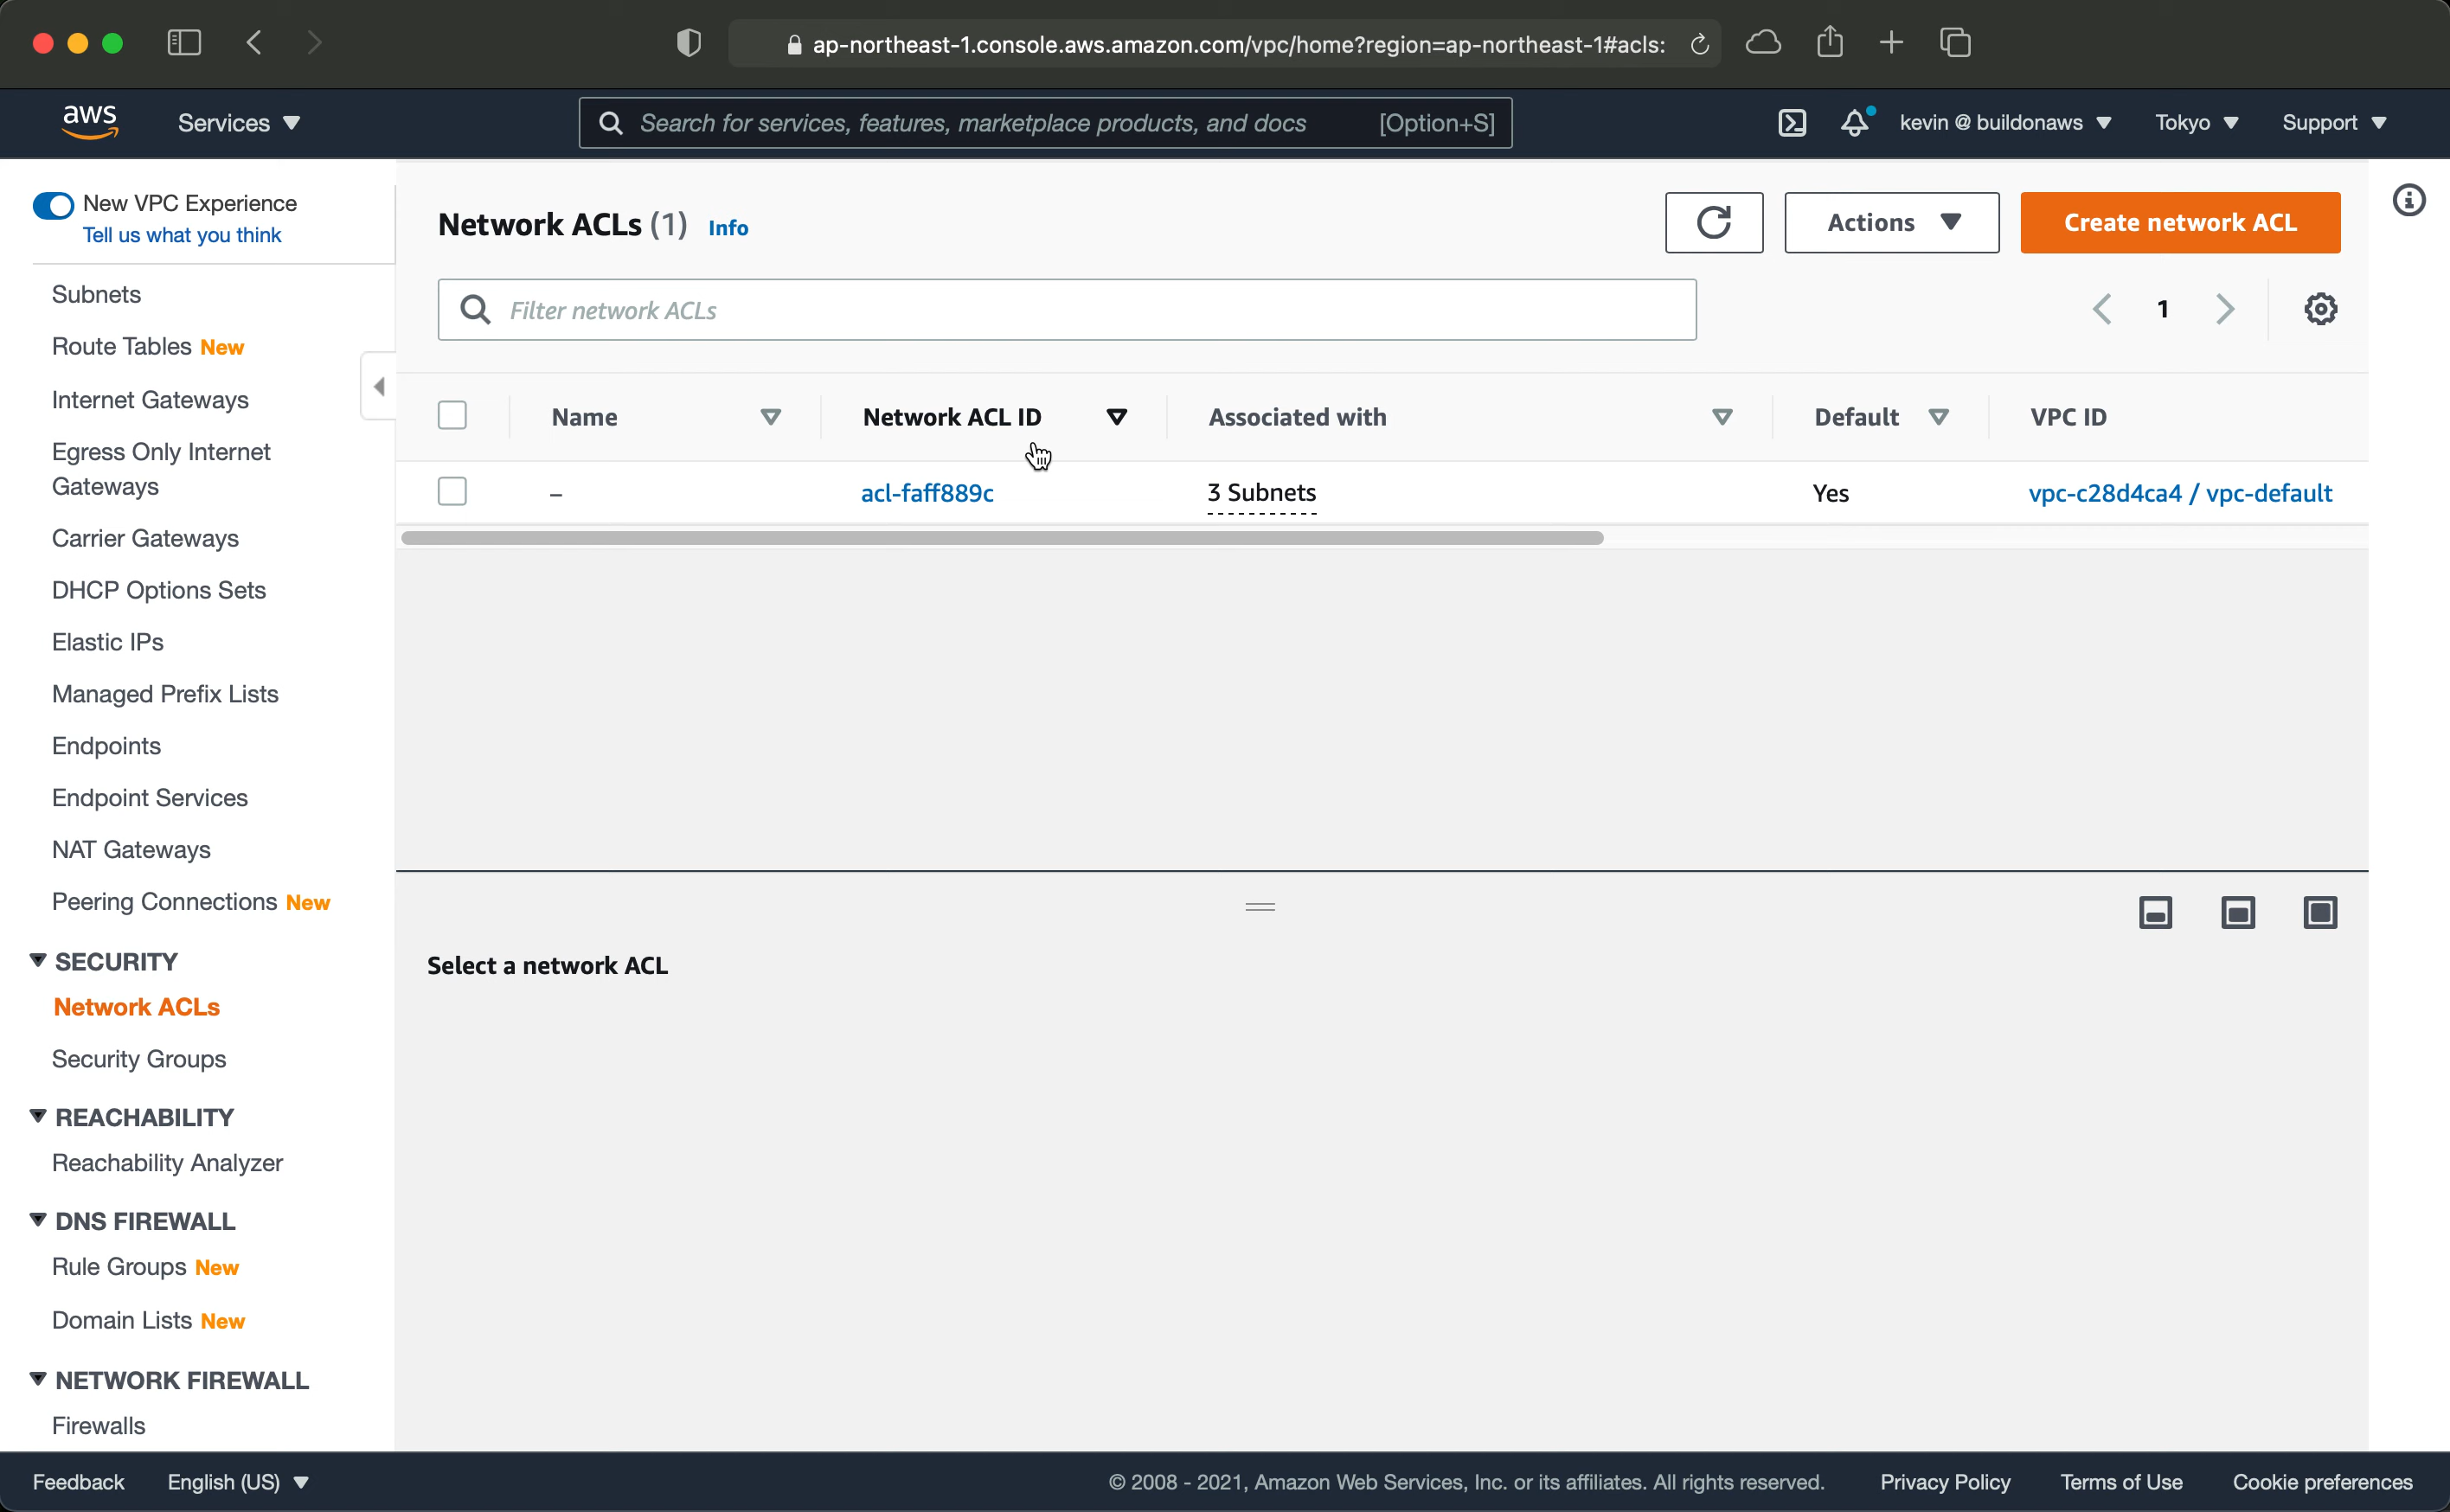 ap-northeast-1.console.aws.amazon.com/vpc/home?region=ap-northeast-1#acls:
aws
Services
Search for services, features, marketplace products, and docs
[Option+S]
kevin @ buildonaws
Tokyo
Support
New VPC Experience
Tell us what you think
Subnets
Route Tables New
Internet Gateways
Egress Only Internet
Gateways
Carrier Gateways
DHCP Options Sets
Elastic IPs
Managed Prefix Lists
Endpoints
Endpoint Services
NAT Gateways
Peering Connections New
SECURITY
Network ACLs
Security Groups
REACHABILITY
Reachability Analyzer
DNS FIREWALL
Rule Groups New
Domain Lists New
NETWORK FIREWALL
Firewalls
Network ACLs (1) Info
Actions
Create network ACL
Filter network ACLs
1
Name Network ACL ID Associated with Default VPC ID
– acl-faff889c 3 Subnets Yes vpc-c28d4ca4 / vpc-default
Select a network ACL
Feedback
English (US)
© 2008 - 2021, Amazon Web Services, Inc. or its affiliates. All rights reserved.
Privacy Policy
Terms of Use
Cookie preferences